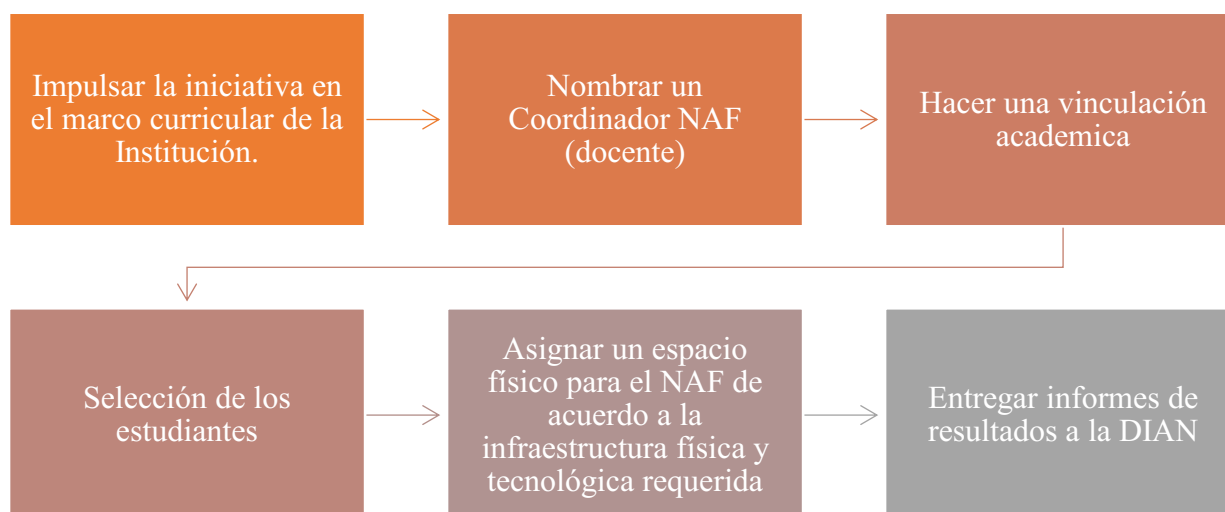 Impulsar la iniciativa en
el marco curricular de la
Institución.
Nombrar un
Coordinador NAF
(docente)
Hacer una vinculación
academica
Selección de los
estudiantes
Asignar un espacio
físico para el NAF de
acuerdo a la
infraestructura física y
tecnológica requerida
Entregar informes de
resultados a la DIAN